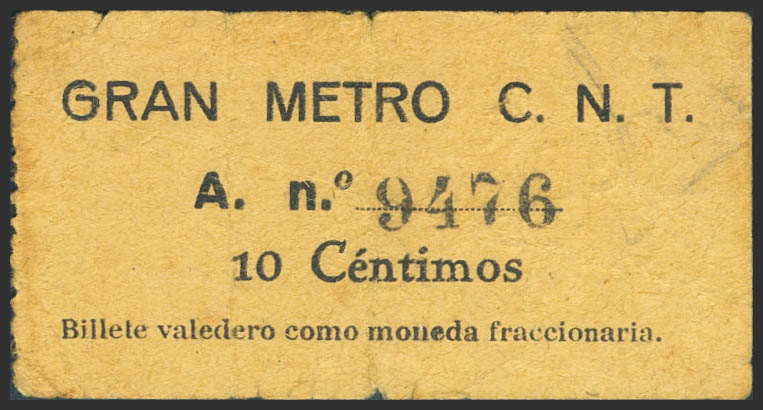 GRAN METRO C. N. T.
A. n.º 9476
10 Céntimos
Billete valedero como moneda fraccionaria.